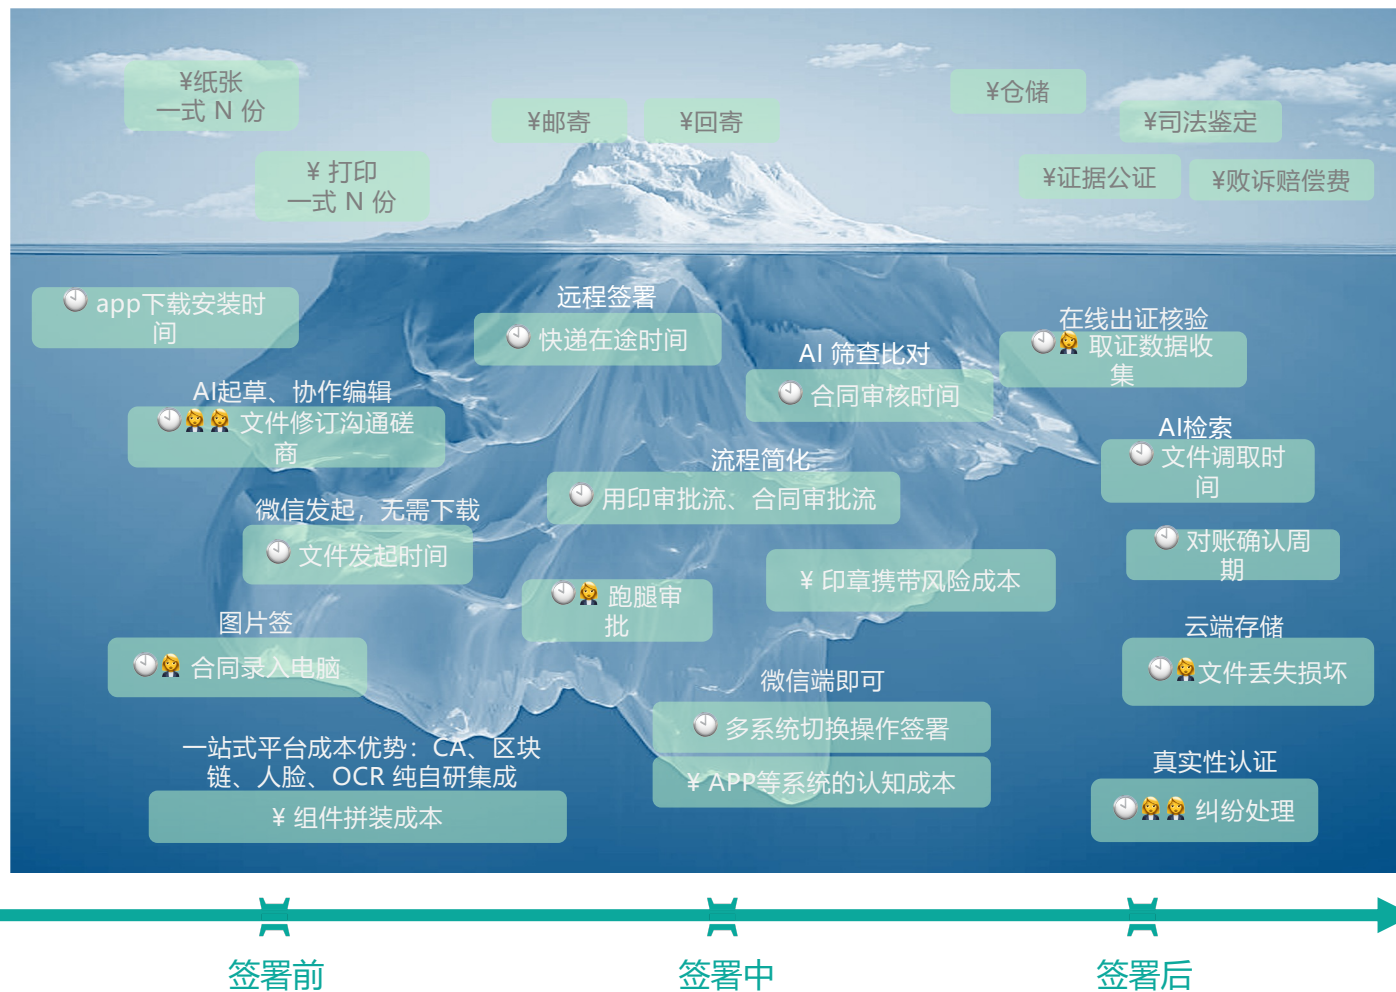 ¥纸张
一式 N 份
¥ 打印
一式 N 份
¥邮寄
¥回寄
¥仓储
¥司法鉴定
¥证据公证
¥败诉赔偿费
🕙 app下载安装时
间
AI起草、协作编辑
🕙👩‍💼👩‍💼 文件修订沟通磋
商
微信发起，无需下载
🕙 文件发起时间
图片签
🕙👩‍💼 合同录入电脑
一站式平台成本优势：CA、区块
链、人脸、OCR 纯自研集成
¥ 组件拼装成本
远程签署
🕙 快递在途时间
AI 筛查比对
🕙 合同审核时间
流程简化
🕙 用印审批流、合同审批流
¥ 印章携带风险成本
🕙👩‍💼 跑腿审
批
微信端即可
🕙 多系统切换操作签署
¥ APP等系统的认知成本
在线出证核验
🕙👩‍💼 取证数据收
集
AI检索
🕙 文件调取时
间
🕙 对账确认周
期
云端存储
🕙👩‍💼文件丢失损坏
真实性认证
🕙👩‍💼👩‍💼 纠纷处理
签署前
签署中
签署后